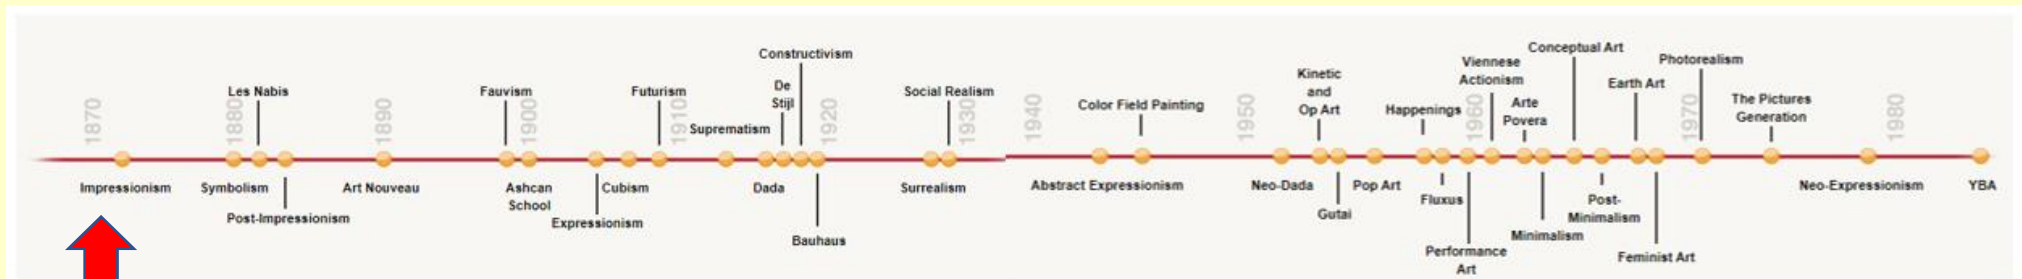 1870
Impressionism
Symbolism
1880
Les Nabis
Post-Impressionism
1890
Art Nouveau
Fauvism
1900
Ashcan
School
Expressionism
Cubism
Futurism
1910
Suprematism
Dada
De
Stijl
Constructivism
Bauhaus
1920
Surrealism
Social Realism
1930
1940
Abstract Expressionism
Color Field Painting
1950
Neo-Dada
Kinetic
and
Op Art
Gutai
Pop Art
Happenings
Fluxus
1960
Performance
Art
Viennese
Actionism
Arte
Povera
Minimalism
Conceptual Art
Post-
Minimalism
Earth Art
Feminist Art
1970
Photorealism
The Pictures
Generation
Neo-Expressionism
1980
YBA